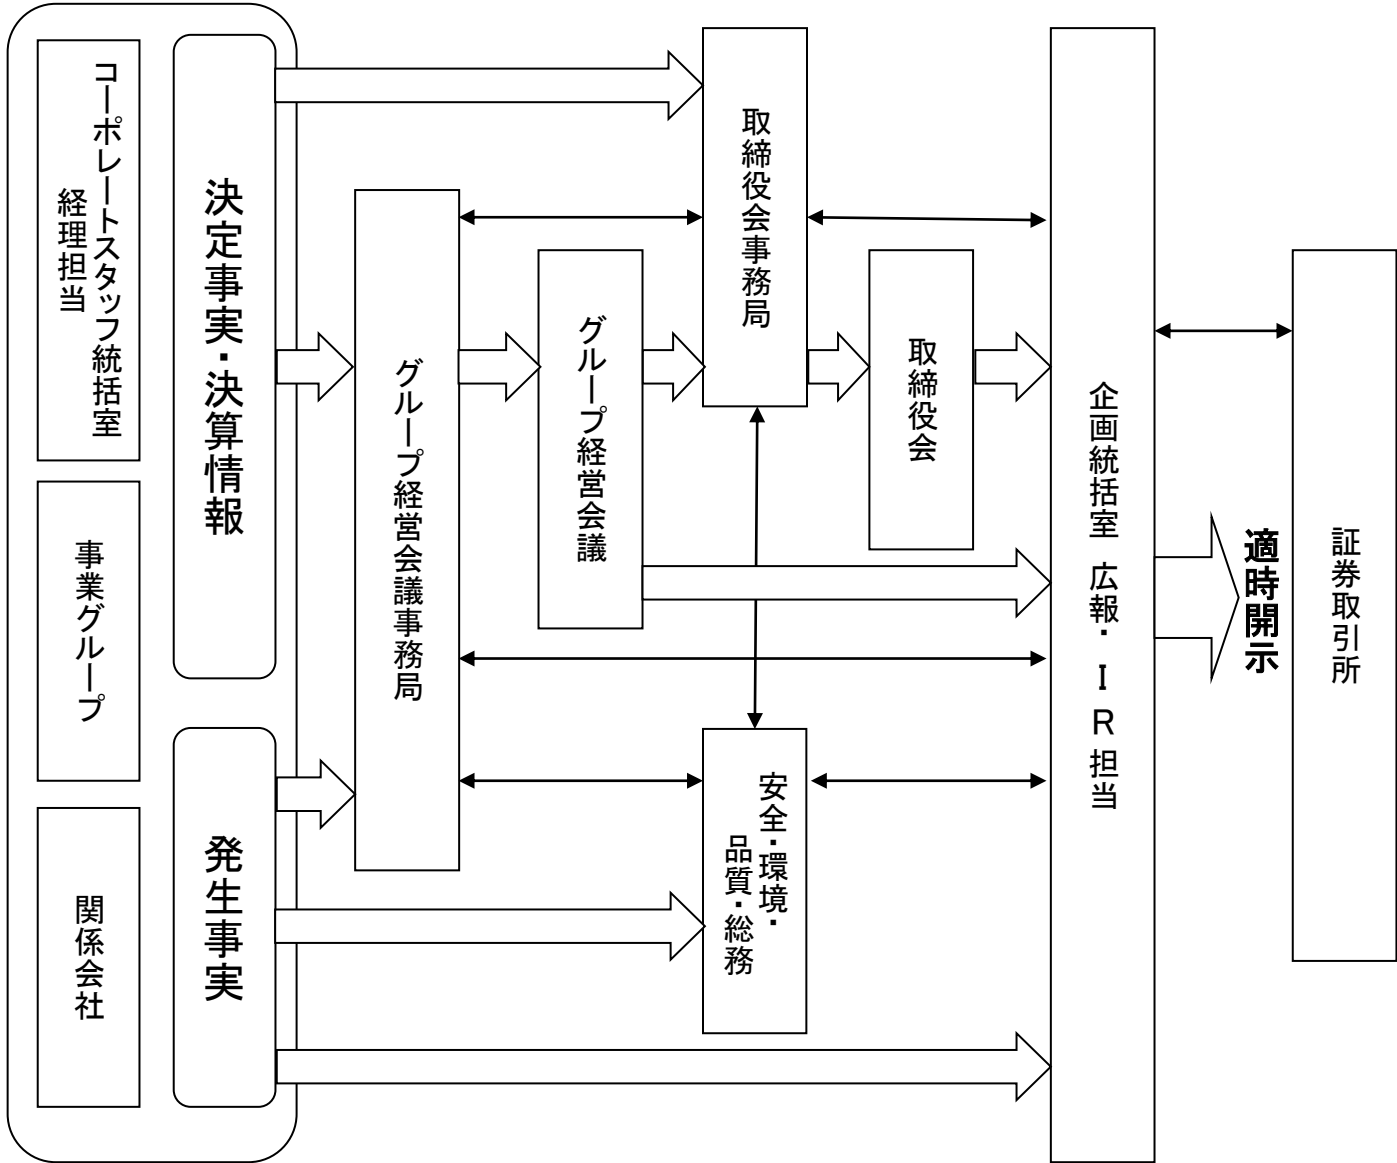 コーポレートスタッフ統括室
経理担当
事業グループ
関係会社
決定事実・決算情報
発生事実
グループ経営会議事務局
グループ経営会議
取締役会事務局
安全・環境・
品質・総務
取締役会
企画統括室 広報・ＩＲ担当
適時開示
証券取引所